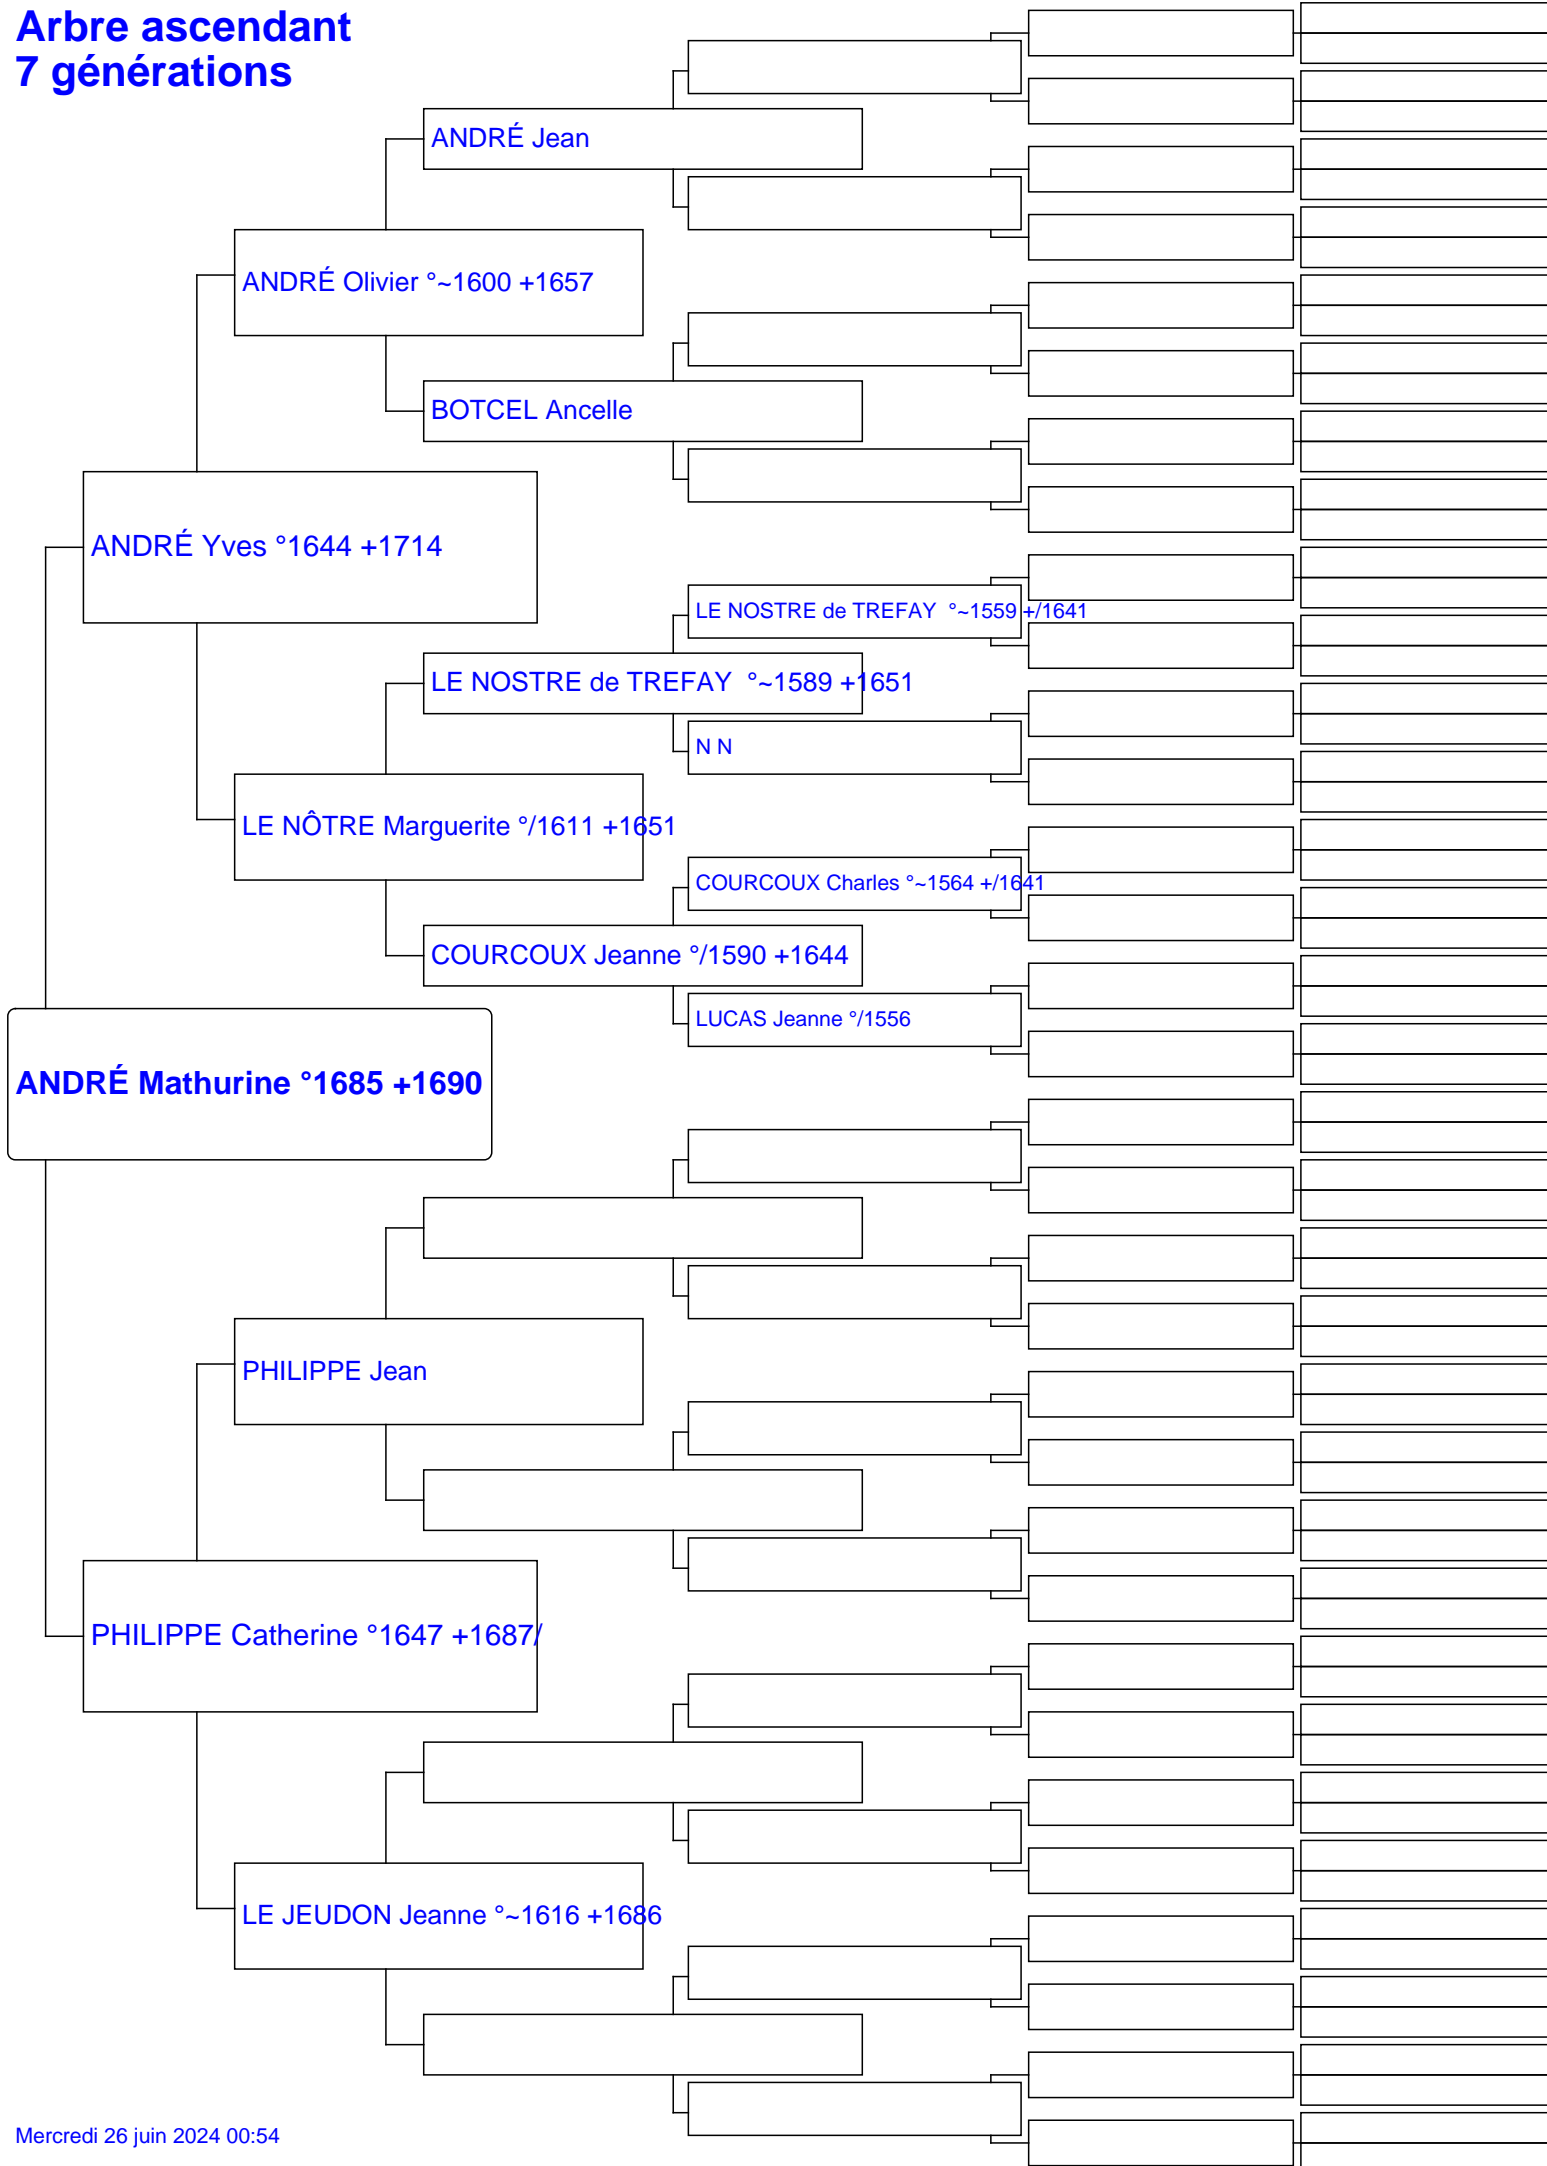 Arbre ascendant
7 générations
ANDRÉ Jean
ANDRÉ Olivier °~1600 +1657
BOTCEL Ancelle
ANDRÉ Yves °1644 +1714
LE NOSTRE de TREFAY  °~1559 +/1641
LE NOSTRE de TREFAY  °~1589 +1651
N N
LE NÔTRE Marguerite °/1611 +1651
COURCOUX Charles °~1564 +/1641
COURCOUX Jeanne °/1590 +1644
LUCAS Jeanne °/1556
ANDRÉ Mathurine °1685 +1690
PHILIPPE Jean
PHILIPPE Catherine °1647 +1687/
LE JEUDON Jeanne °~1616 +1686
Mercredi 26 juin 2024 00:54